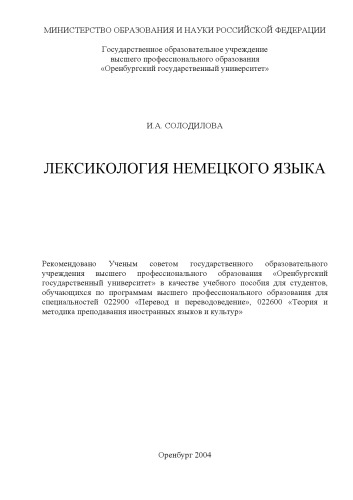 МИНИСТЕРСТВО ОБРАЗОВАНИЯ И НАУКИ РОССИЙСКОЙ ФЕДЕРАЦИИ
Государственное образовательное учреждение
высшего профессионального образования
«Оренбургский государственный университет»
И.А. СОЛОДИЛОВА
ЛЕКСИКОЛОГИЯ НЕМЕЦКОГО ЯЗЫКА
Рекомендовано Ученым советом государственного образовательного
учреждения высшего профессионального образования «Оренбургский
государственный университет» в качестве учебного пособия для студентов,
обучающихся по программам высшего профессионального образования для
специальностей 022900 «Перевод и переводоведение», 022600 «Теория и
методика преподавания иностранных языков и культур»
Оренбург 2004